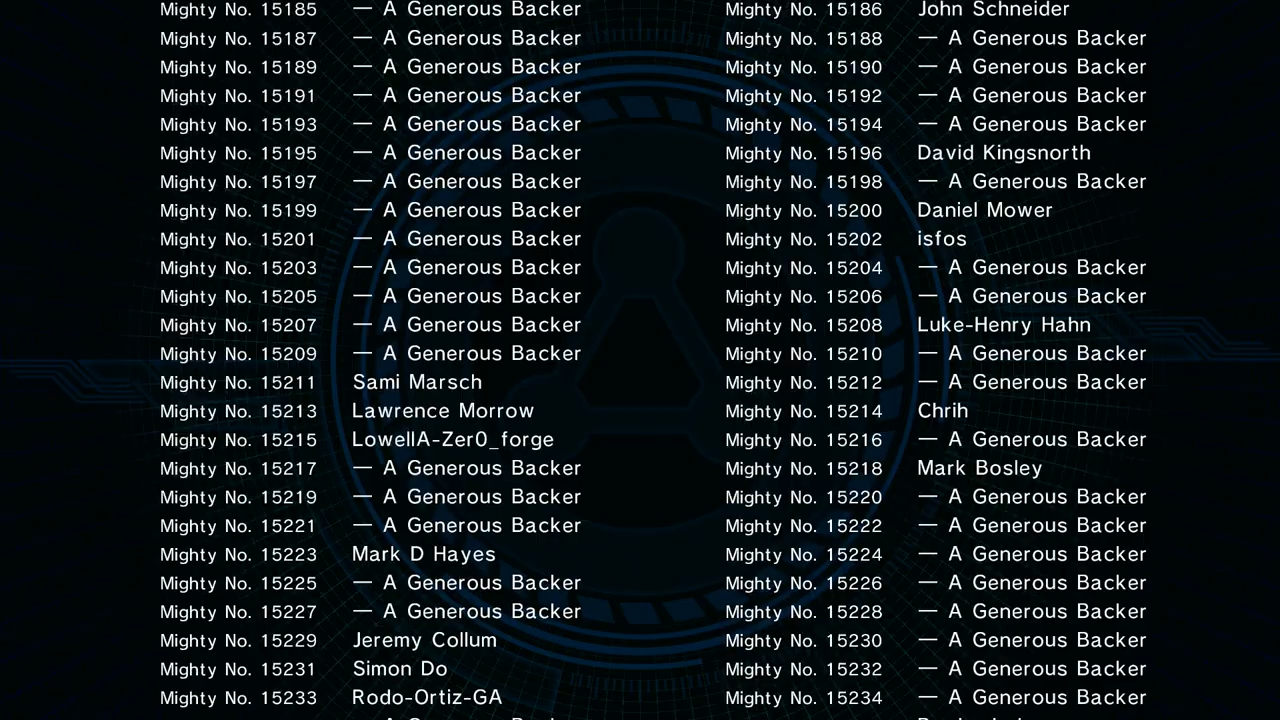 Mighty No. 15185 — A Generous Backer Mighty No. 15186 John Schneider
Mighty No. 15187 — A Generous Backer Mighty No. 15188 — A Generous Backer
Mighty No. 15189 — A Generous Backer Mighty No. 15190 — A Generous Backer
Mighty No. 15191 — A Generous Backer Mighty No. 15192 — A Generous Backer
Mighty No. 15193 — A Generous Backer Mighty No. 15194 — A Generous Backer
Mighty No. 15195 — A Generous Backer Mighty No. 15196 David Kingsnorth
Mighty No. 15197 — A Generous Backer Mighty No. 15198 — A Generous Backer
Mighty No. 15199 — A Generous Backer Mighty No. 15200 Daniel Mower
Mighty No. 15201 — A Generous Backer Mighty No. 15202 isfos
Mighty No. 15203 — A Generous Backer Mighty No. 15204 — A Generous Backer
Mighty No. 15205 — A Generous Backer Mighty No. 15206 — A Generous Backer
Mighty No. 15207 — A Generous Backer Mighty No. 15208 Luke-Henry Hahn
Mighty No. 15209 — A Generous Backer Mighty No. 15210 — A Generous Backer
Mighty No. 15211 Sami Marsch Mighty No. 15212 — A Generous Backer
Mighty No. 15213 Lawrence Morrow Mighty No. 15214 Chrih
Mighty No. 15215 LowellA-Zer0_forge Mighty No. 15216 — A Generous Backer
Mighty No. 15217 — A Generous Backer Mighty No. 15218 Mark Bosley
Mighty No. 15219 — A Generous Backer Mighty No. 15220 — A Generous Backer
Mighty No. 15221 — A Generous Backer Mighty No. 15222 — A Generous Backer
Mighty No. 15223 Mark D Hayes Mighty No. 15224 — A Generous Backer
Mighty No. 15225 — A Generous Backer Mighty No. 15226 — A Generous Backer
Mighty No. 15227 — A Generous Backer Mighty No. 15228 — A Generous Backer
Mighty No. 15229 Jeremy Collum Mighty No. 15230 — A Generous Backer
Mighty No. 15231 Simon Do Mighty No. 15232 — A Generous Backer
Mighty No. 15233 Rodo-Ortiz-GA Mighty No. 15234 — A Generous Backer